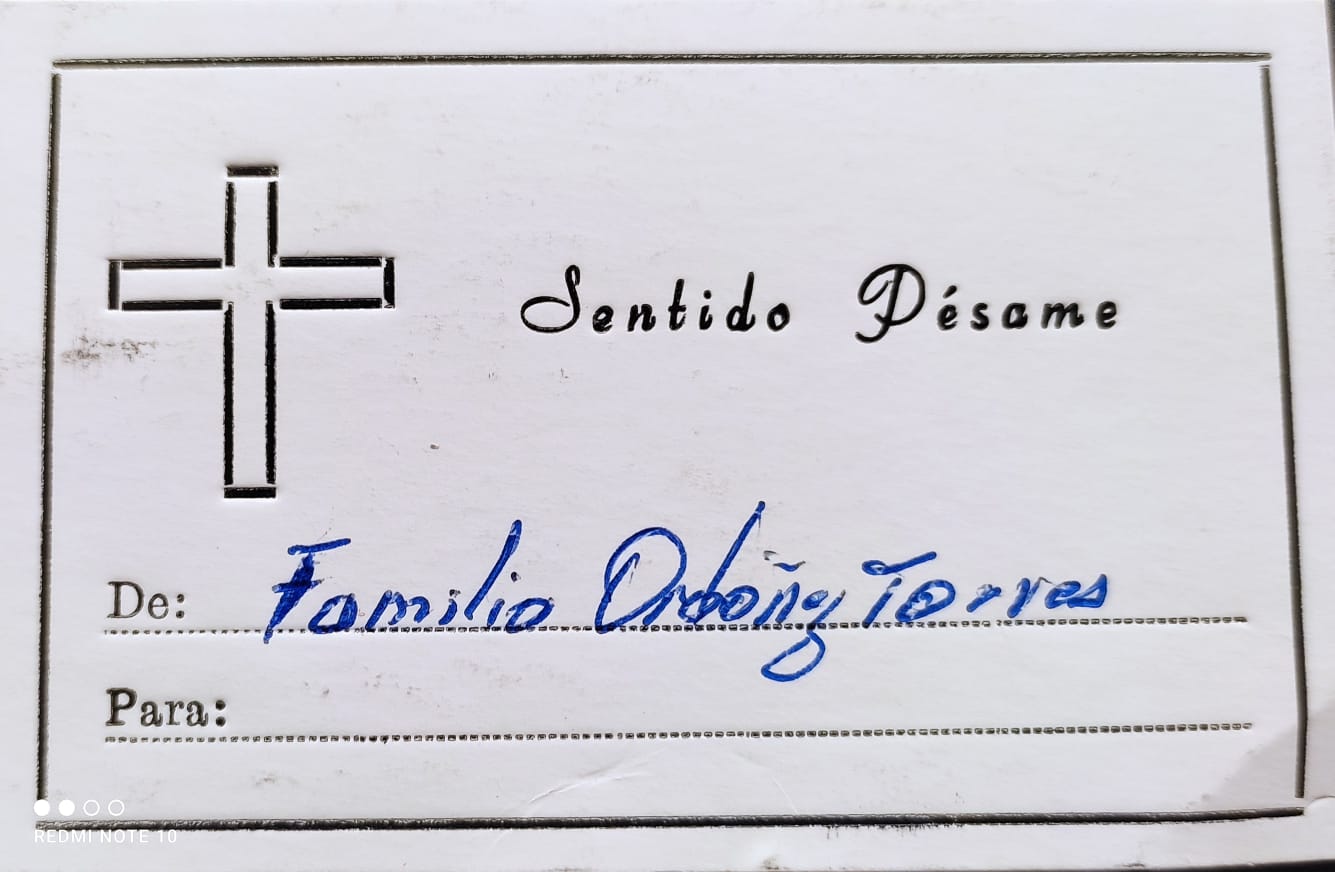 Sentido Pésame
De: Familia Ordoñez Torres
Para:
REDMI NOTE 10